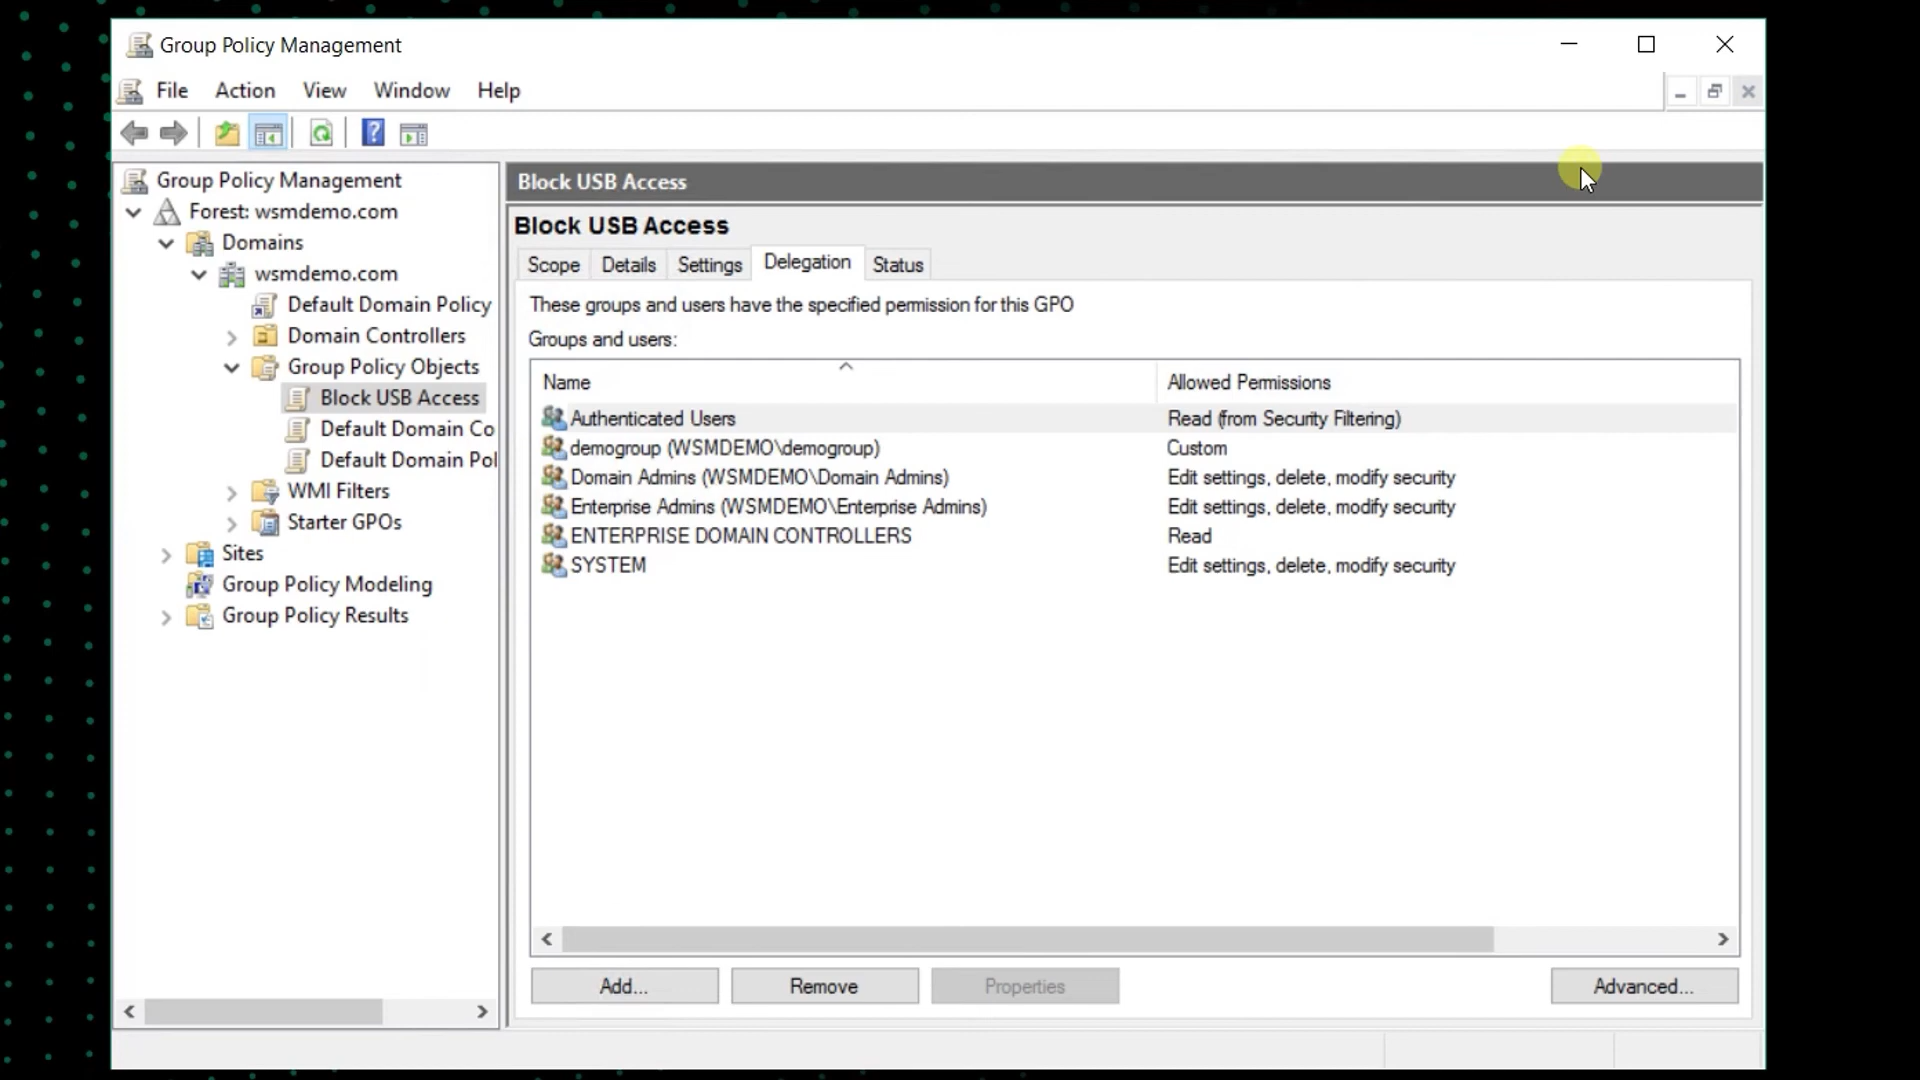 Group Policy Management
File Action View Window Help
Group Policy Management
Forest: wsmdemo.com
Domains
wsmdemo.com
Default Domain Policy
Domain Controllers
Group Policy Objects
Block USB Access
Default Domain Co
Default Domain Pol
WMI Filters
Starter GPOs
Sites
Group Policy Modeling
Group Policy Results
Block USB Access
Block USB Access
Scope Details Settings Delegation Status
These groups and users have the specified permission for this GPO
Groups and users:
Name Allowed Permissions
Authenticated Users Read (from Security Filtering)
demogroup (WSMDEMO\demogroup) Custom
Domain Admins (WSMDEMO\Domain Admins) Edit settings, delete, modify security
Enterprise Admins (WSMDEMO\Enterprise Admins) Edit settings, delete, modify security
ENTERPRISE DOMAIN CONTROLLERS Read
SYSTEM Edit settings, delete, modify security
Add... Remove Properties Advanced...